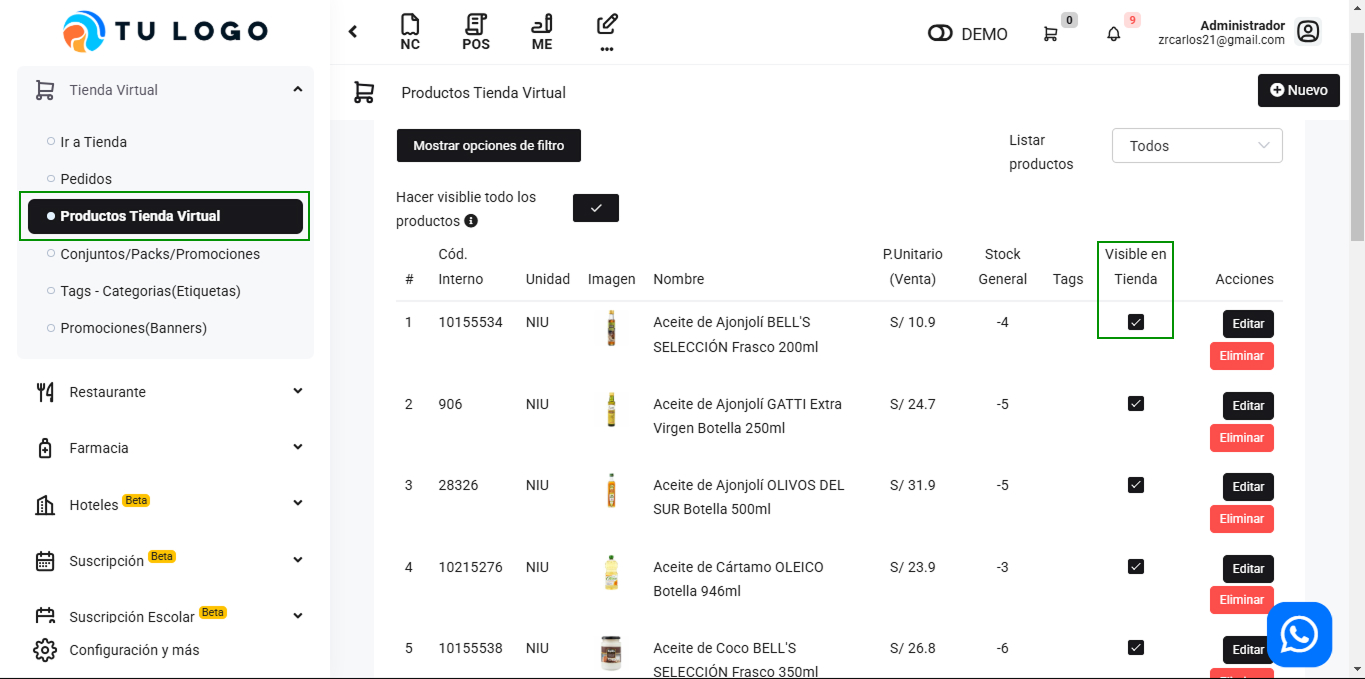 TU LOGO
NC
POS
ME
...
DEMO
0
9
Administrador
zrcarlos21@gmail.com
Tienda Virtual
Ir a Tienda
Pedidos
Productos Tienda Virtual
Conjuntos/Packs/Promociones
Tags - Categorias(Etiquetas)
Promociones(Banners)
Restaurante
Farmacia
Hoteles Beta
Suscripción Beta
Suscripción Escolar Beta
Configuración y más
Productos Tienda Virtual
Nuevo
Mostrar opciones de filtro
Listar
productos
Todos
Hacer visiblie todo los
productos
# Cód. Interno Unidad Imagen Nombre P.Unitario (Venta) Stock General Tags Visible en Tienda Acciones
1 10155534 NIU Aceite de Ajonjolí BELL'S S/ 10.9 -4 Editar
SELECCIÓN Frasco 200ml Eliminar
2 906 NIU Aceite de Ajonjolí GATTI Extra S/ 24.7 -5 Editar
Virgen Botella 250ml Eliminar
3 28326 NIU Aceite de Ajonjolí OLIVOS DEL S/ 31.9 -5 Editar
SUR Botella 500ml Eliminar
4 10215276 NIU Aceite de Cártamo OLEICO S/ 23.9 -3 Editar
Botella 946ml Eliminar
5 10155538 NIU Aceite de Coco BELL'S S/ 26.8 -6 Editar
SELECCIÓN Frasco 350ml